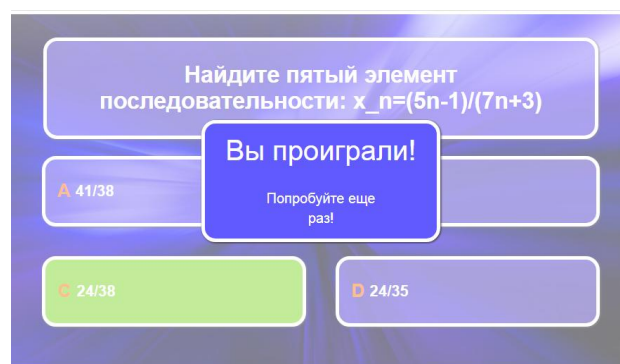 Найдите пятый элемент
последовательности: x_n=(5n-1)/(7n+3)
Вы проиграли!
Попробуйте еще
раз!
A 41/38
C 24/38
D 24/35